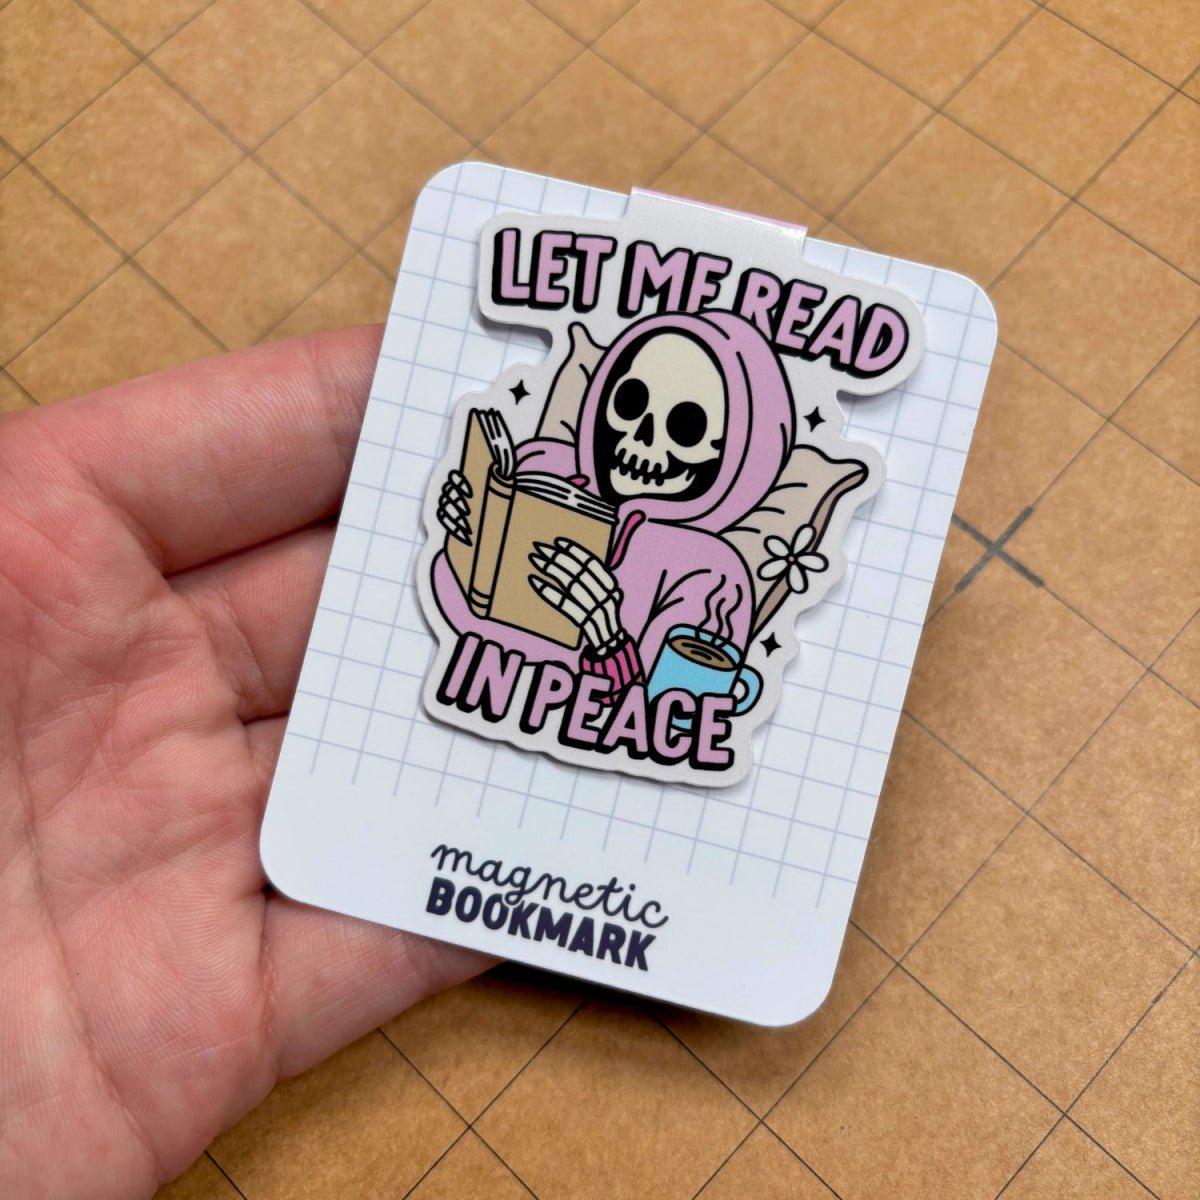 LET ME READ
IN PEACE
magnetic
BOOKMARK